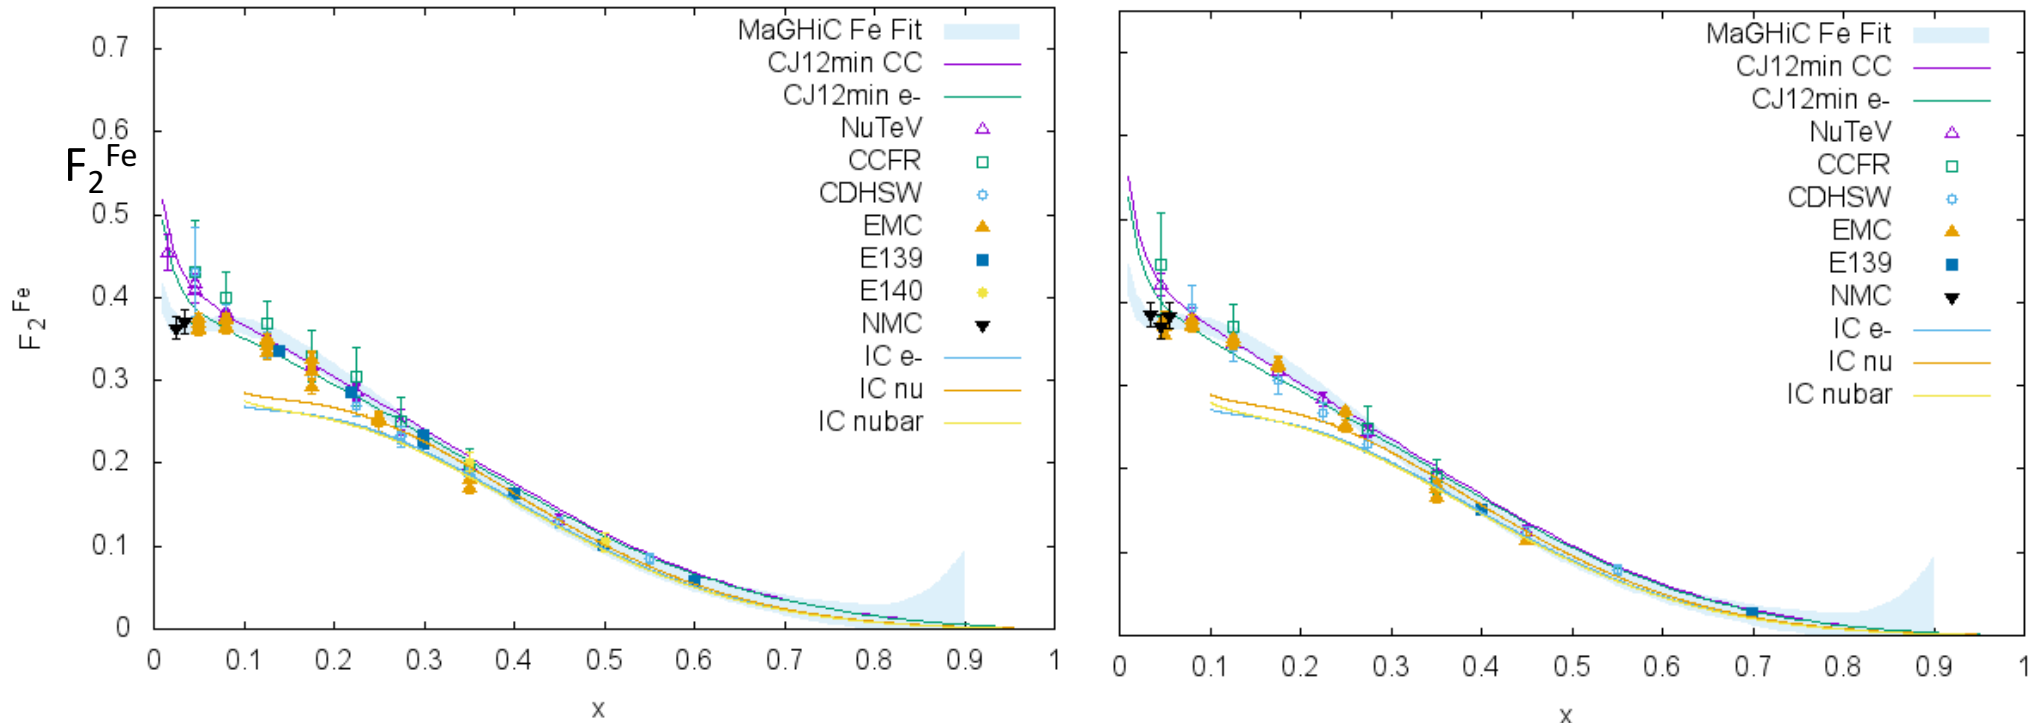 MaGHiC Fe Fit
CJ12min CC
CJ12min e-
NuTeV
CCFR
CDHSW
EMC
E139
E140
NMC
IC e-
IC nu
IC nubar
0.7
0.6
0.5
0.4
0.3
0.2
0.1
0
F2Fe
F2Fe
0 0.1 0.2 0.3 0.4 0.5 0.6 0.7 0.8 0.9 1
x
MaGHiC Fe Fit
CJ12min CC
CJ12min e-
NuTeV
CCFR
CDHSW
EMC
E139
NMC
IC e-
IC nu
IC nubar
0 0.1 0.2 0.3 0.4 0.5 0.6 0.7 0.8 0.9 1
x